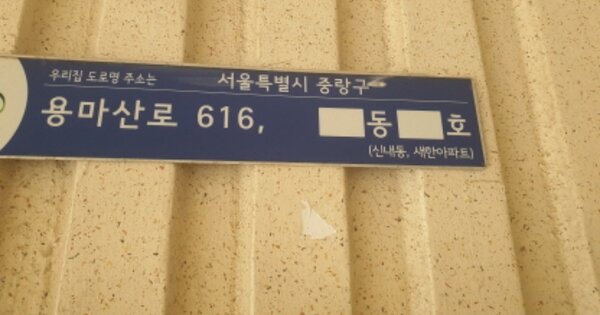 우리집 도로명 주소는 서울특별시 중랑구
용마산로 616, 동 호
(신내동, 새한아파트)